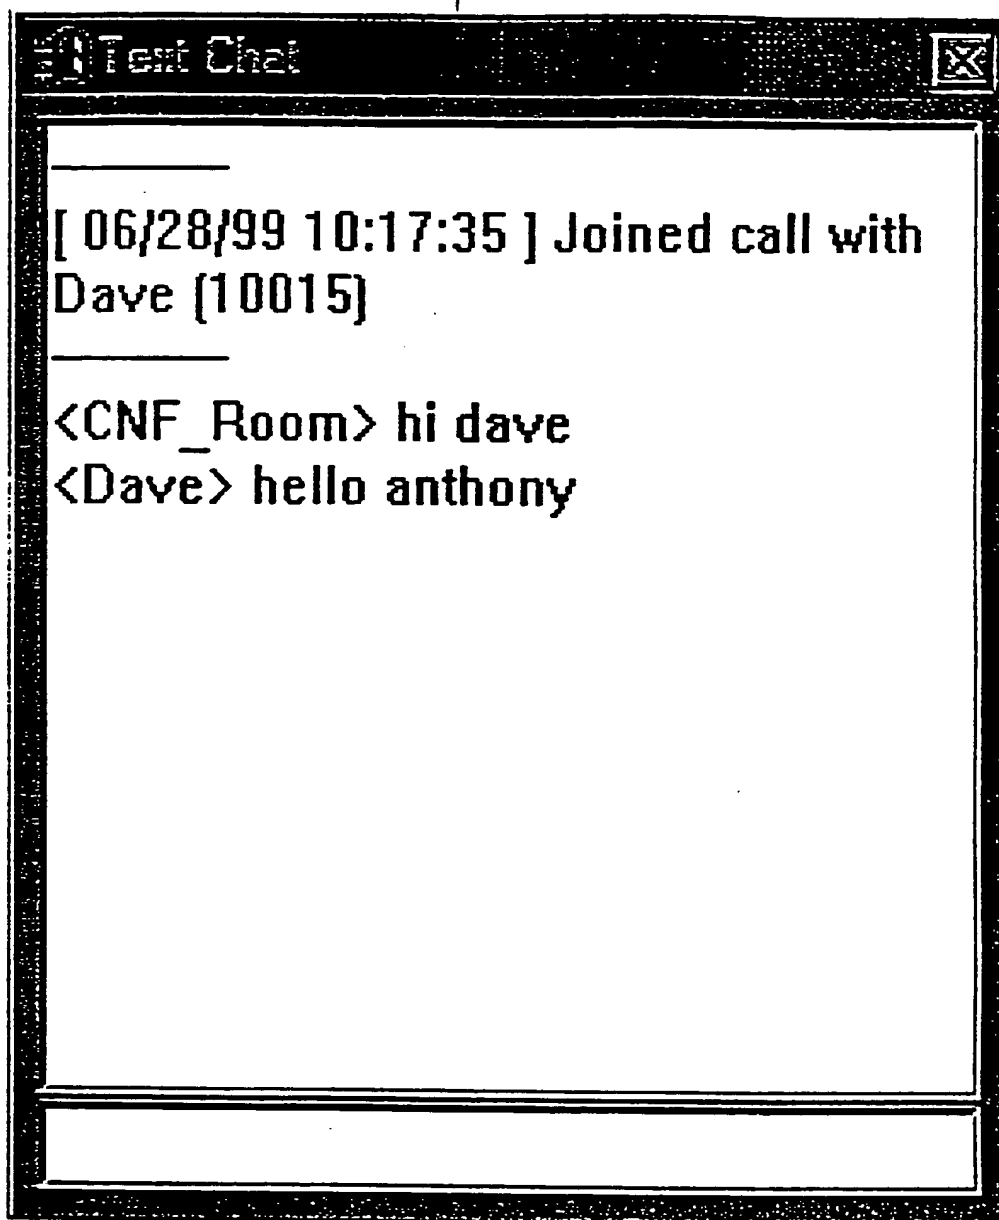 Text Chat
[ 06/28/99 10:17:35 ] Joined call with
Dave [10015]
<CNF_Room> hi dave
<Dave> hello anthony